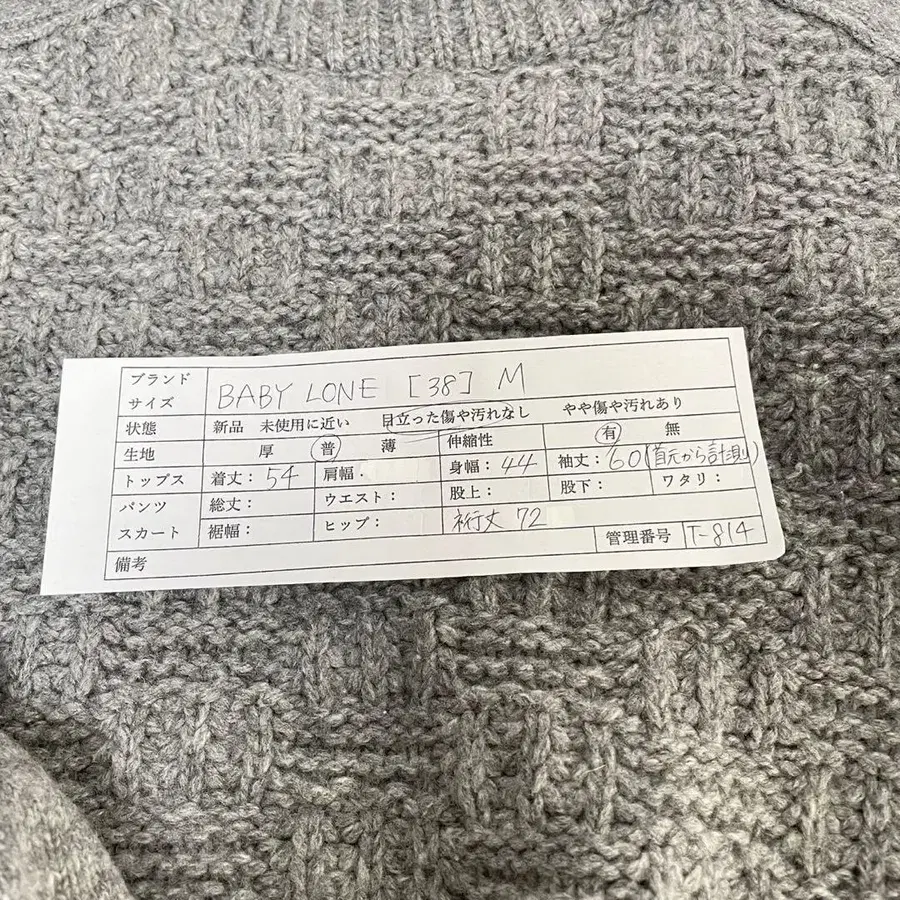 ブランド
サイズ BABY LONE [38] M
状態 新品 未使用に近い 目立った傷や汚れなし やや傷や汚れあり
生地 厚 普 薄 伸縮性 有 無
トップス 着丈：54 肩幅： 身幅：44 袖丈：60(首元から計測)
パンツ 総丈： ウエスト： 股上： 股下： ワタリ：
スカート 裾幅： ヒップ： 裄丈 72
備考 管理番号 T-814